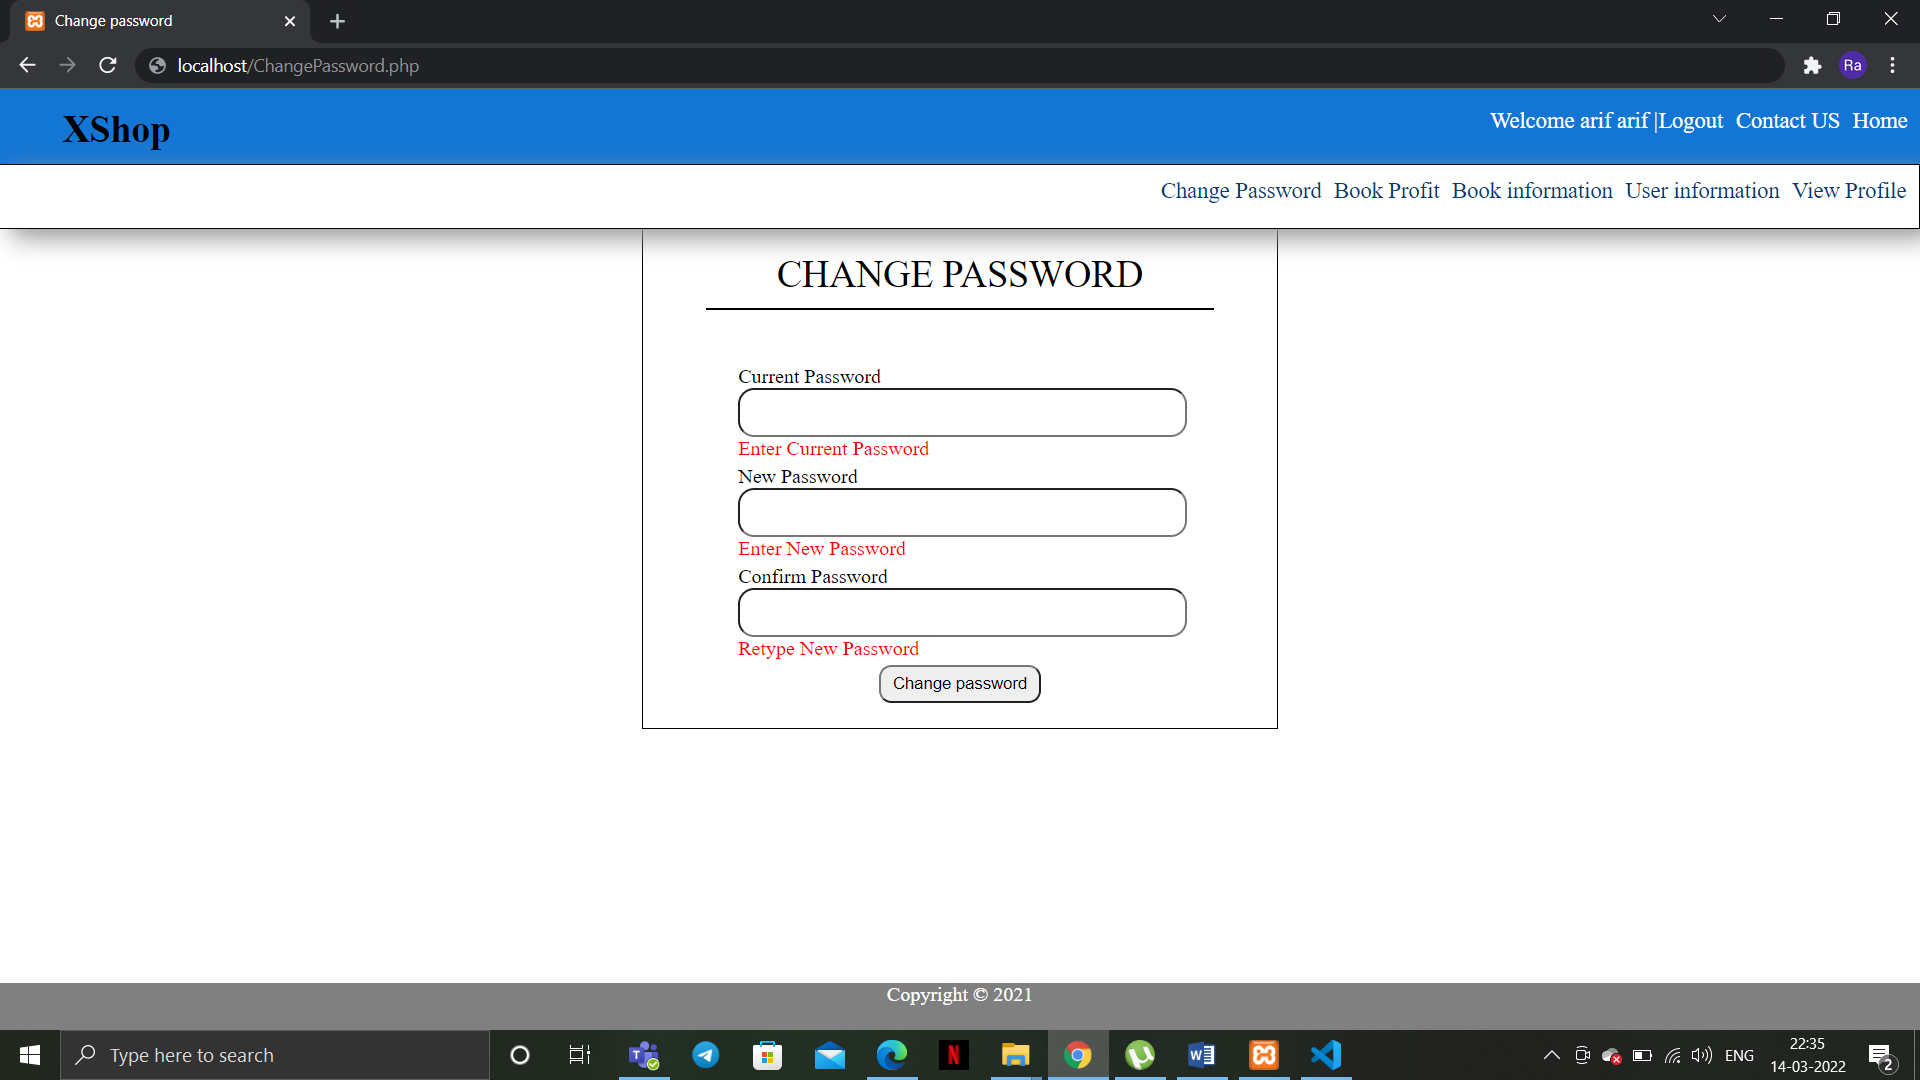 Change password
localhost/ChangePassword.php
Ra
XShop
Welcome arif arif |Logout Contact US Home
Change Password Book Profit Book information User information View Profile
CHANGE PASSWORD
Current Password
Enter Current Password
New Password
Enter New Password
Confirm Password
Retype New Password
Change password
Copyright © 2021
Type here to search
T
N
W
ENG
22:35
14-03-2022
2